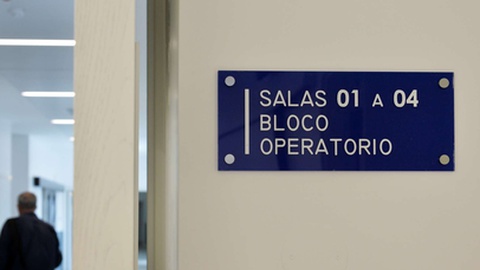 SALAS 01 A 04
BLOCO
OPERATORIO